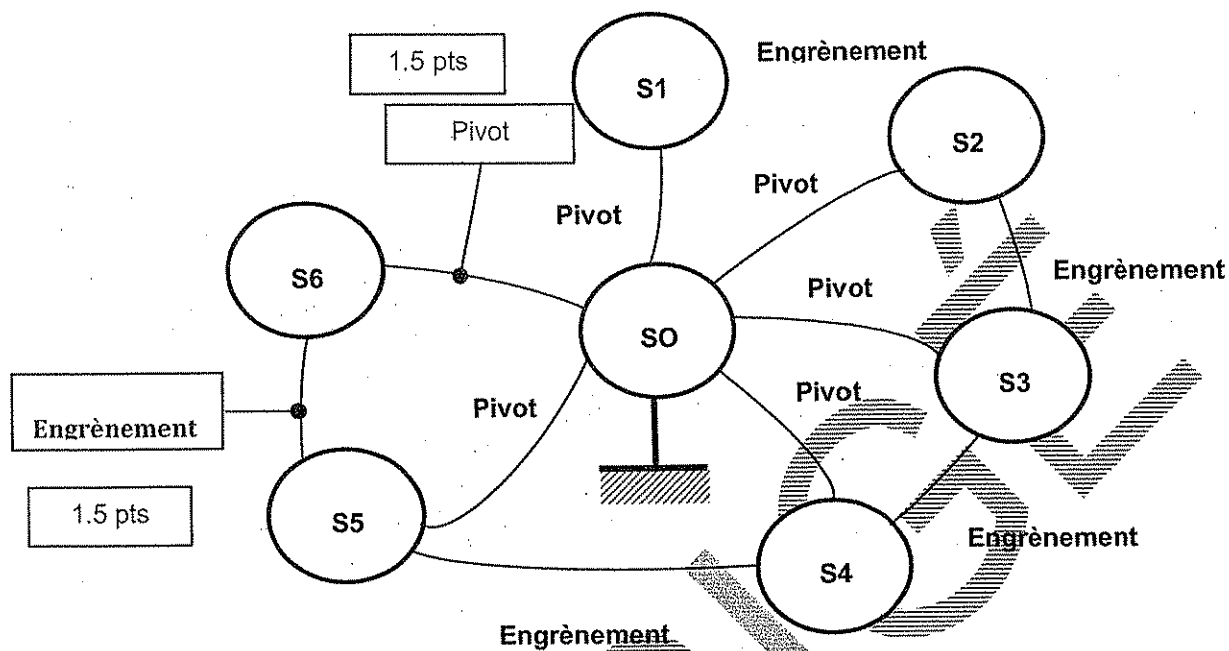 1.5 pts
Engrènement
S1
Pivot
S2
Pivot
Pivot
S6
Engrènement
Pivot
SO
S3
Pivot
Pivot
Engrènement
1.5 pts
S5
Engrènement
S4
Engrènement